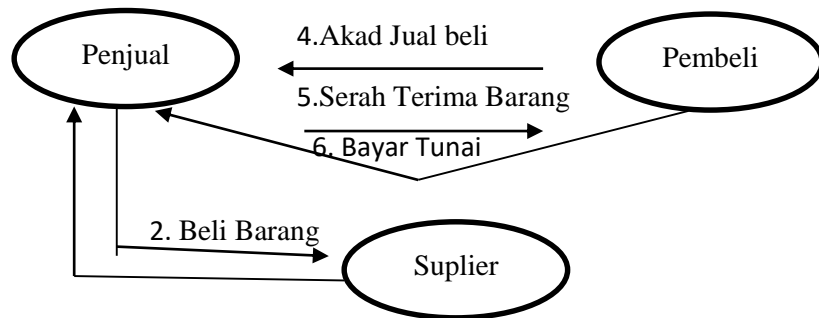 4.Akad Jual beli
Penjual
Pembeli
5.Serah Terima Barang
6. Bayar Tunai
2. Beli Barang
Suplier